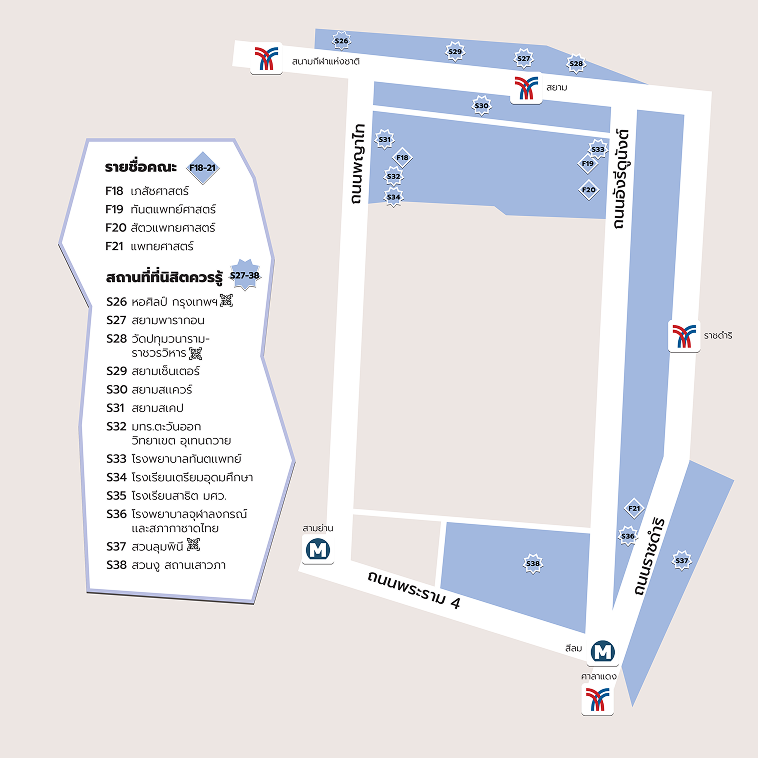 รายชื่อคณะ F18-21
F18 เภสัชศาสตร์
F19 ทันตแพทย์ศาสตร์
F20 สัตวแพทยศาสตร์
F21 แพทยศาสตร์
สถานที่ที่นิสิตควรรู้ S27-38
S26 หอศิลป์ กรุงเทพฯ
S27 สยามพารากอน
S28 วัดปทุมวนาราม-
ราชวรวิหาร
S29 สยามเซ็นเตอร์
S30 สยามสแควร์
S31 สยามสเคป
S32 มทร.ตะวันออก
วิทยาเขต อุเทนถวาย
S33 โรงพยาบาลทันตแพทย์
S34 โรงเรียนเตรียมอุดมศึกษา
S35 โรงเรียนสาธิต มศว.
S36 โรงพยาบาลจุฬาลงกรณ์
และสภากาชาดไทย
S37 สวนลุมพินี
S38 สวนงู สถานเสาวภา
S26
S29
S27
S28
สนามกีฬาแห่งชาติ
สยาม
S30
ถนนพญาไท
S31
F18
S32
S34
S33
F19
F20
ถนนอังรีดูนังต์
ราชดำริ
F21
S36
S37
ถนนราชดำริ
สามย่าน
M
S38
ถนนพระราม 4
สีลม
M
ศาลาแดง